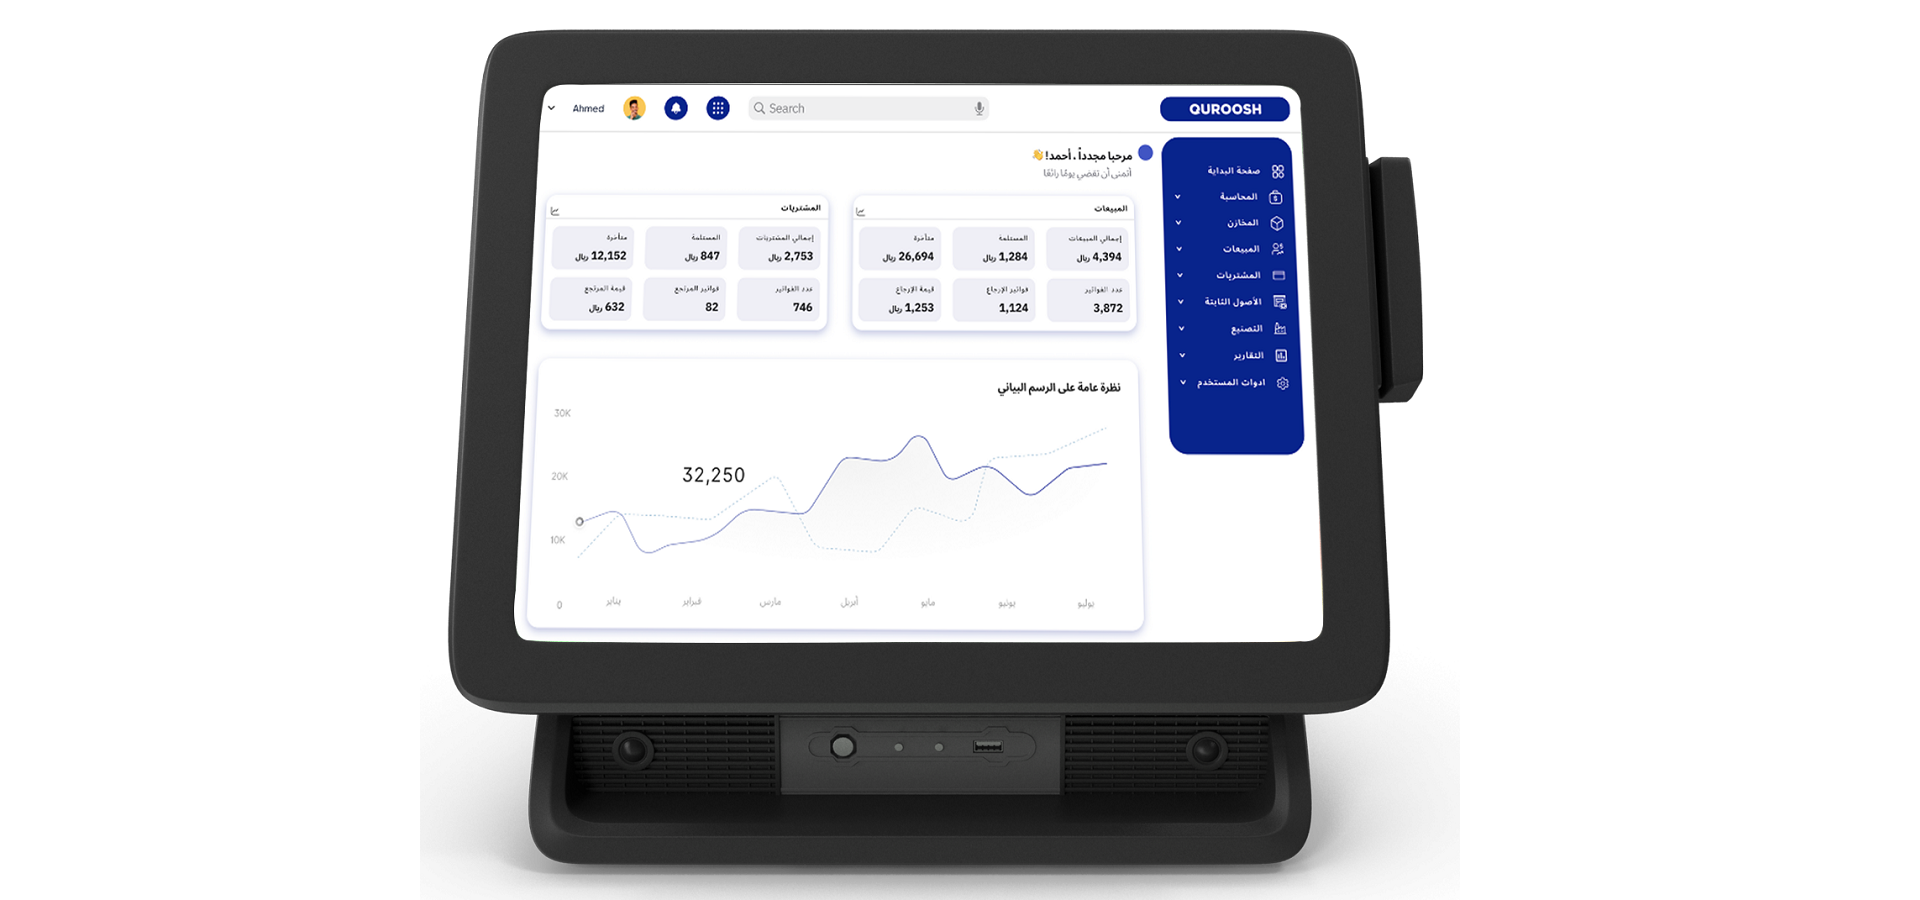 QUROOSH
Search
Ahmed
مرحبا مجدداً ، أحمد! 👋
أتمنى أن تقضي يومًا رائعًا
صفحة البداية
المحاسبة
المخازن
المبيعات
المشتريات
الأصول الثابتة
التصنيع
التقارير
ادوات المستخدم
المبيعات
إجمالي المبيعات
4,394 ريال
المستلمة
1,284 ريال
متأخرة
26,694 ريال
عدد الفواتير
3,872
فواتير الإرجاع
1,124
قيمة الإرجاع
1,253 ريال
المشتريات
إجمالي المشتريات
2,753 ريال
المستلمة
847 ريال
متأخرة
12,152 ريال
عدد الفواتير
746
فواتير المرتجع
82
قيمة المرتجع
632 ريال
نظرة عامة على الرسم البياني
30K
20K
10K
0
32,250
يناير
فبراير
مارس
أبريل
مايو
يونيو
يوليو